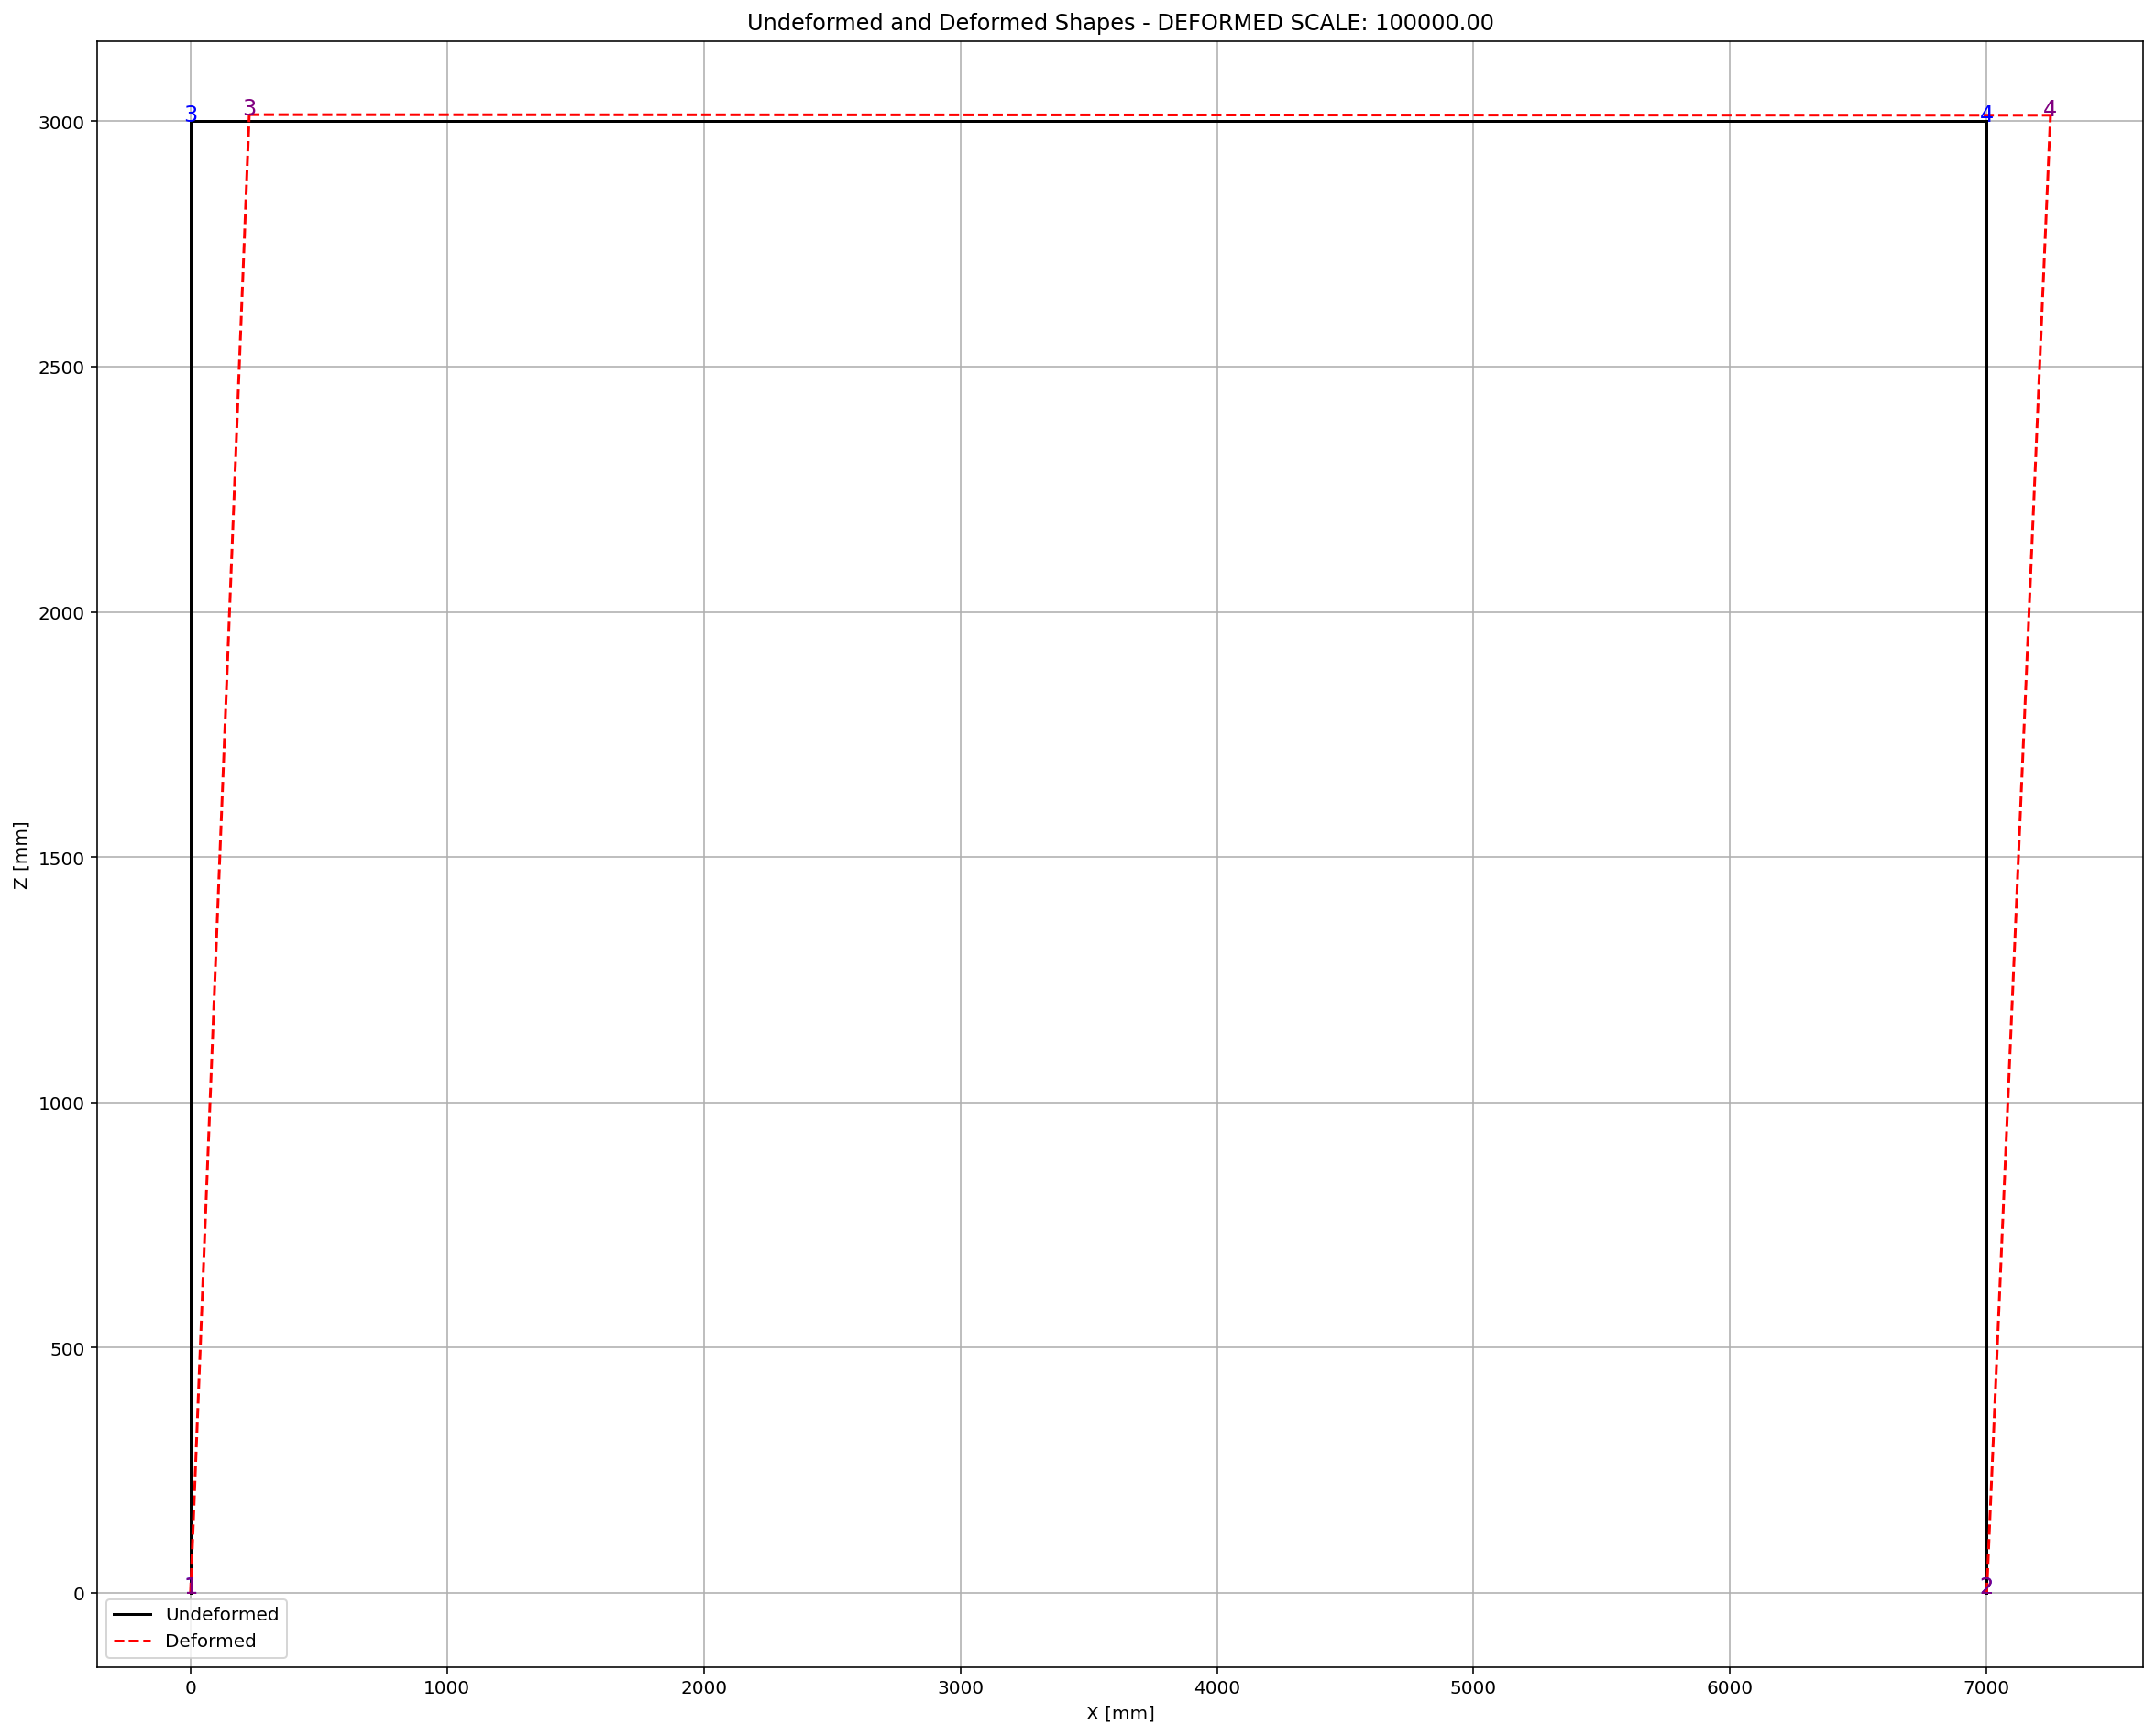 Undeformed and Deformed Shapes - DEFORMED SCALE: 100000.00
3 3 4 4
3000
2500
2000
Z [mm]
1500
1000
500
1 2
0
Undeformed
Deformed
0 1000 2000 3000 4000 5000 6000 7000
X [mm]